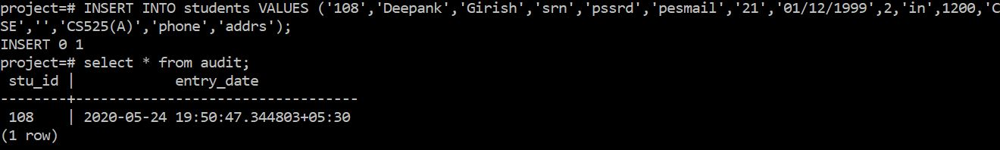 project=# INSERT INTO students VALUES ('108','Deepank','Girish','srn','pssrd','pesmail','21','01/12/1999',2,'in',1200,'C
SE','','CS525(A)','phone','addrs');
INSERT 0 1
project=# select * from audit;
 stu_id |            entry_date
--------+----------------------------------
 108    | 2020-05-24 19:50:47.344803+05:30
(1 row)